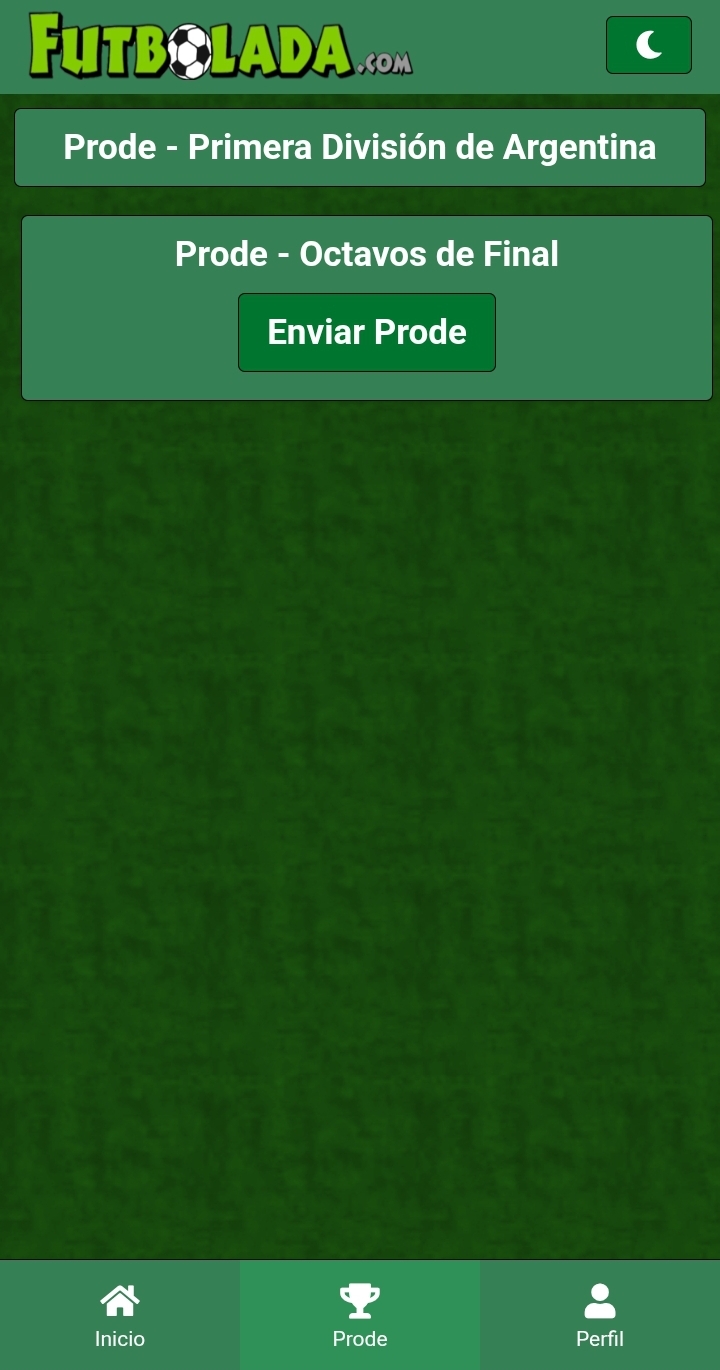 FUTBOLADA.COM
Prode - Primera División de Argentina
Prode - Octavos de Final
Enviar Prode
Inicio
Prode
Perfil